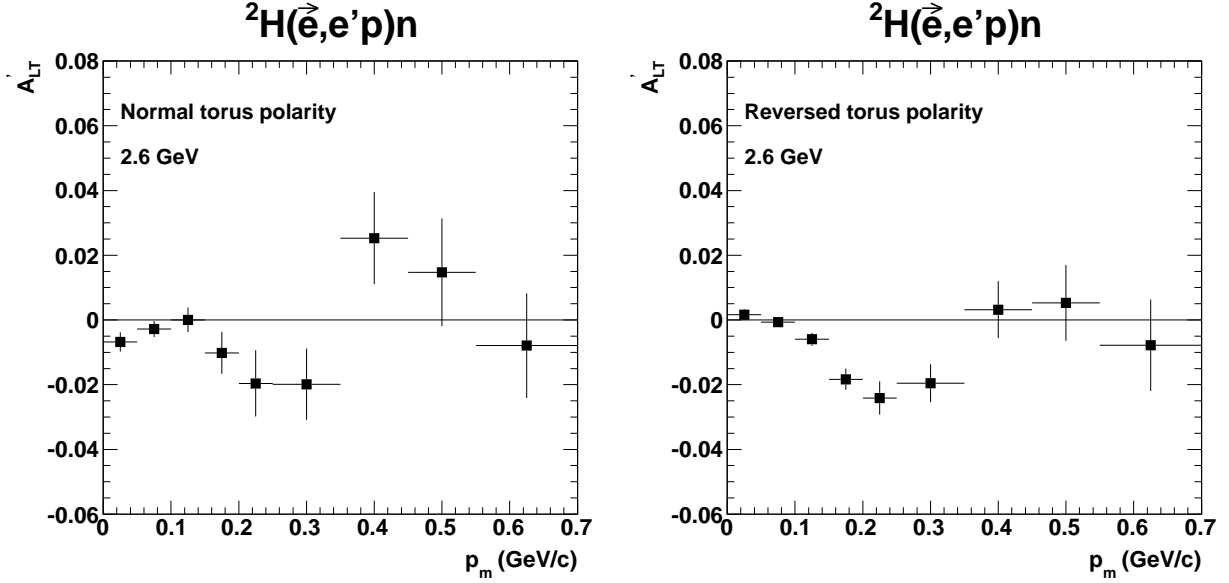 ²H(e⃗,e'p)n
A'LT
0.08
0.06
0.04
0.02
0
-0.02
-0.04
-0.06
Normal torus polarity
2.6 GeV
0 0.1 0.2 0.3 0.4 0.5 0.6 0.7
p_m (GeV/c)
²H(e⃗,e'p)n
A'LT
0.08
0.06
0.04
0.02
0
-0.02
-0.04
-0.06
Reversed torus polarity
2.6 GeV
0 0.1 0.2 0.3 0.4 0.5 0.6 0.7
p_m (GeV/c)